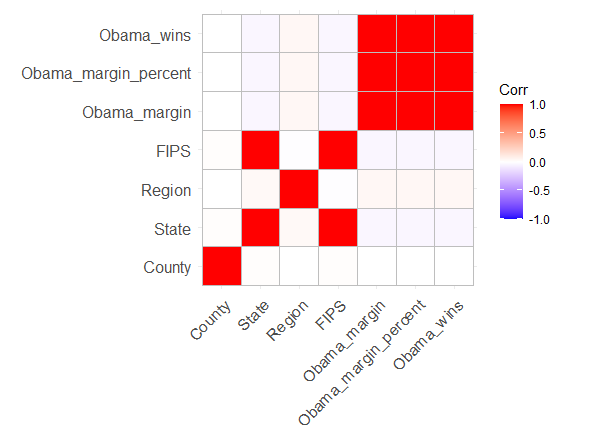 Obama_wins
Obama_margin_percent
Obama_margin
FIPS
Region
State
County
County
State
Region
FIPS
Obama_margin
Obama_margin_percent
Obama_wins
Corr
1.0
0.5
0.0
-0.5
-1.0